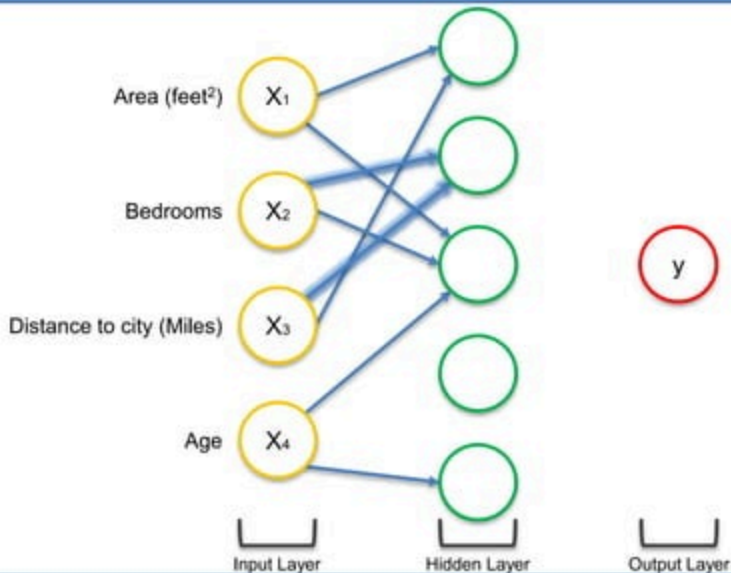 Area (feet²)
X₁
Bedrooms
X₂
Distance to city (Miles)
X₃
Age
X₄
y
Input Layer
Hidden Layer
Output Layer